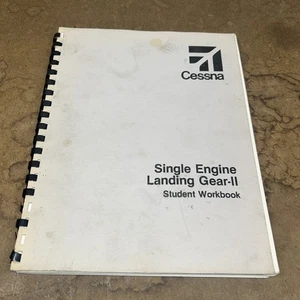 Cessna
Single Engine
Landing Gear-II
Student Workbook